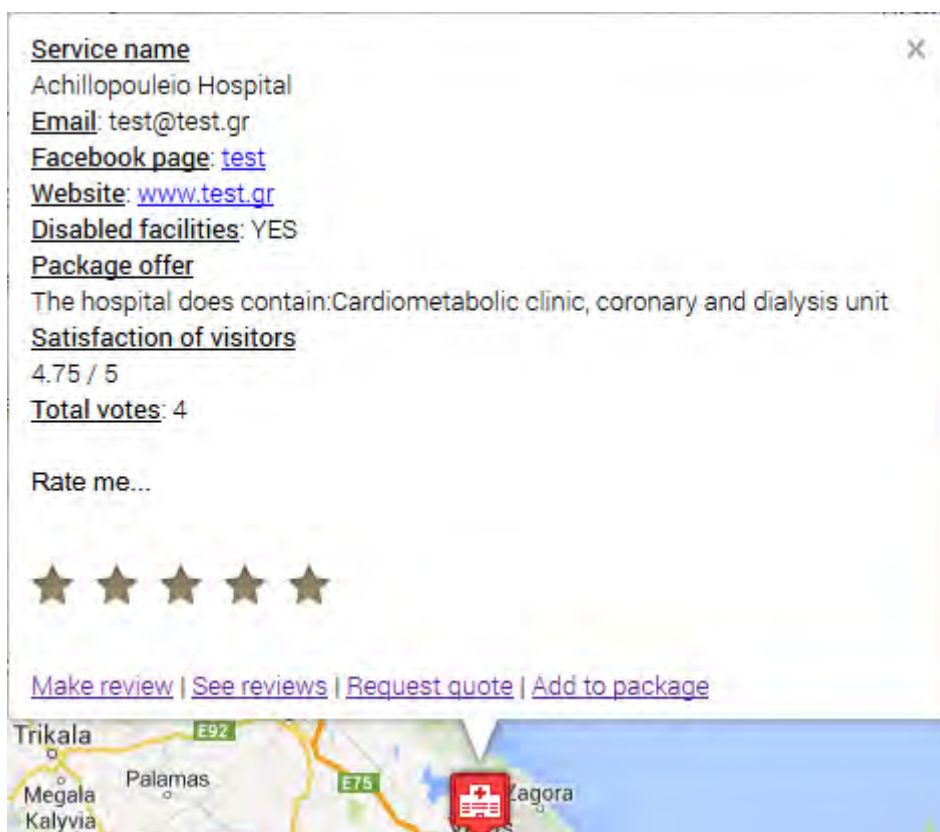 Service name
Achillopouleio Hospital
Email: test@test.gr
Facebook page: test
Website: www.test.gr
Disabled facilities: YES
Package offer
The hospital does contain:Cardiometabolic clinic, coronary and dialysis unit
Satisfaction of visitors
4.75 / 5
Total votes: 4
Rate me...
Make review | See reviews | Request quote | Add to package
Trikala
E92
Palamas
E75
Megala
Kalyvia
Zagora